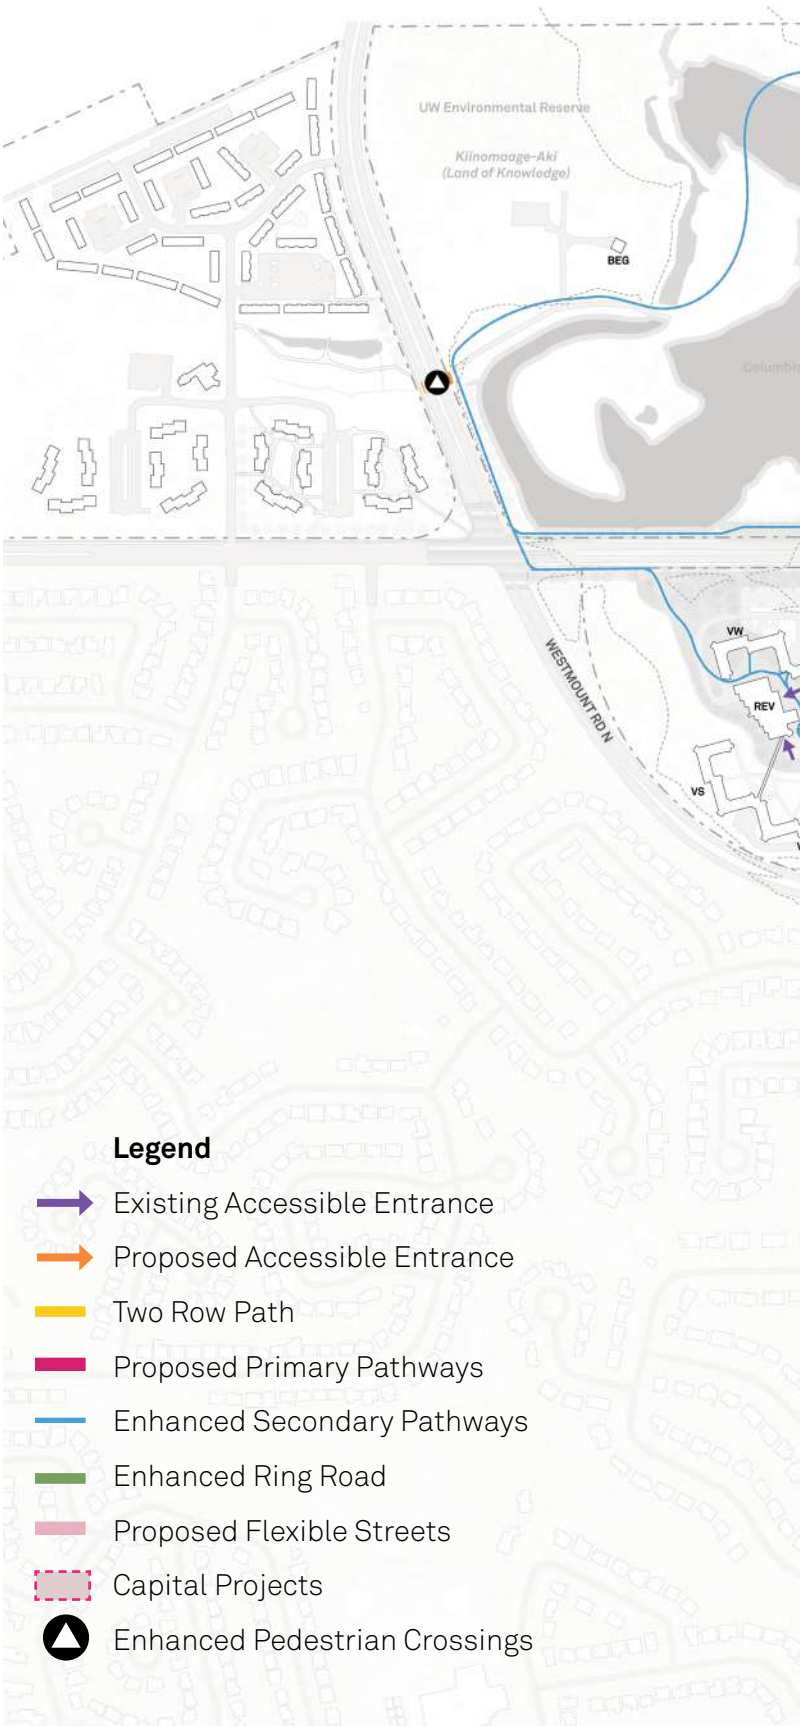 UW Environmental Reserve
Kiinomaage-Aki
(Land of Knowledge)
BEG
WESTMOUNT RD N
VW
REV
VS
Legend
Existing Accessible Entrance
Proposed Accessible Entrance
Two Row Path
Proposed Primary Pathways
Enhanced Secondary Pathways
Enhanced Ring Road
Proposed Flexible Streets
Capital Projects
Enhanced Pedestrian Crossings